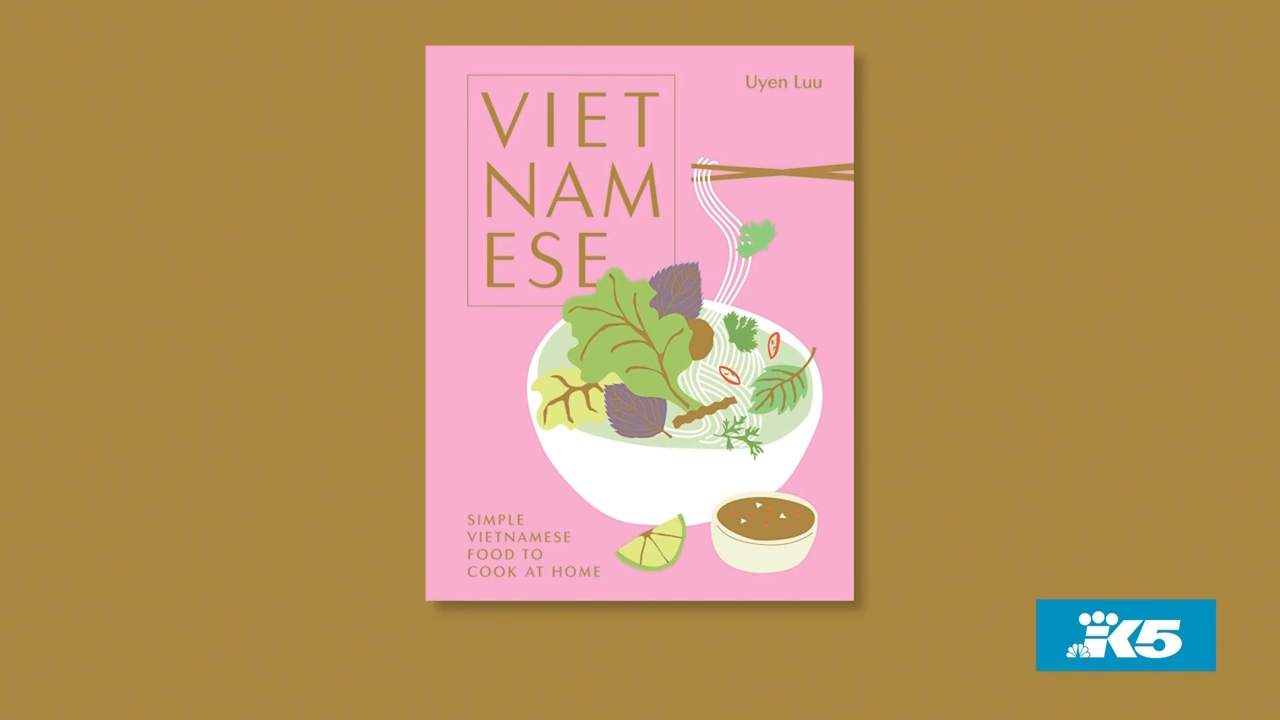 VIET
NAM
ESE
Uyen Luu
SIMPLE
VIETNAMESE
FOOD TO
COOK AT HOME
K5